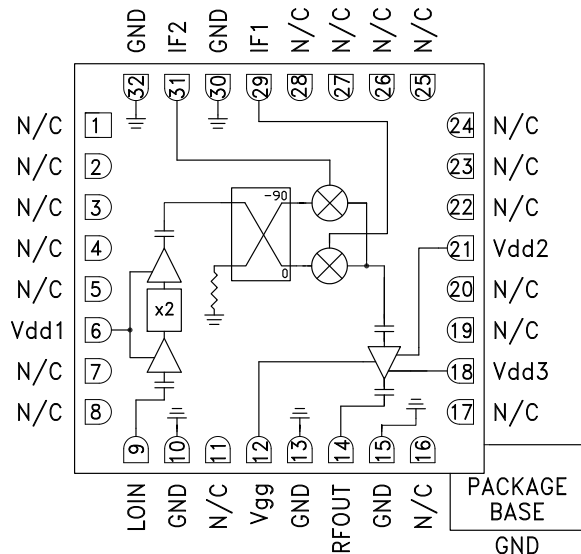 GND
IF2
GND
IF1
N/C
N/C
N/C
N/C
32
31
30
29
28
27
26
25
N/C 1
N/C 2
N/C 3
N/C 4
N/C 5
Vdd1 6
N/C 7
N/C 8
24 N/C
23 N/C
22 N/C
21 Vdd2
20 N/C
19 N/C
18 Vdd3
17 N/C
-90
0
x2
9
10
11
12
13
14
15
16
LOIN
GND
N/C
Vgg
GND
RFOUT
GND
N/C
PACKAGE
BASE
GND